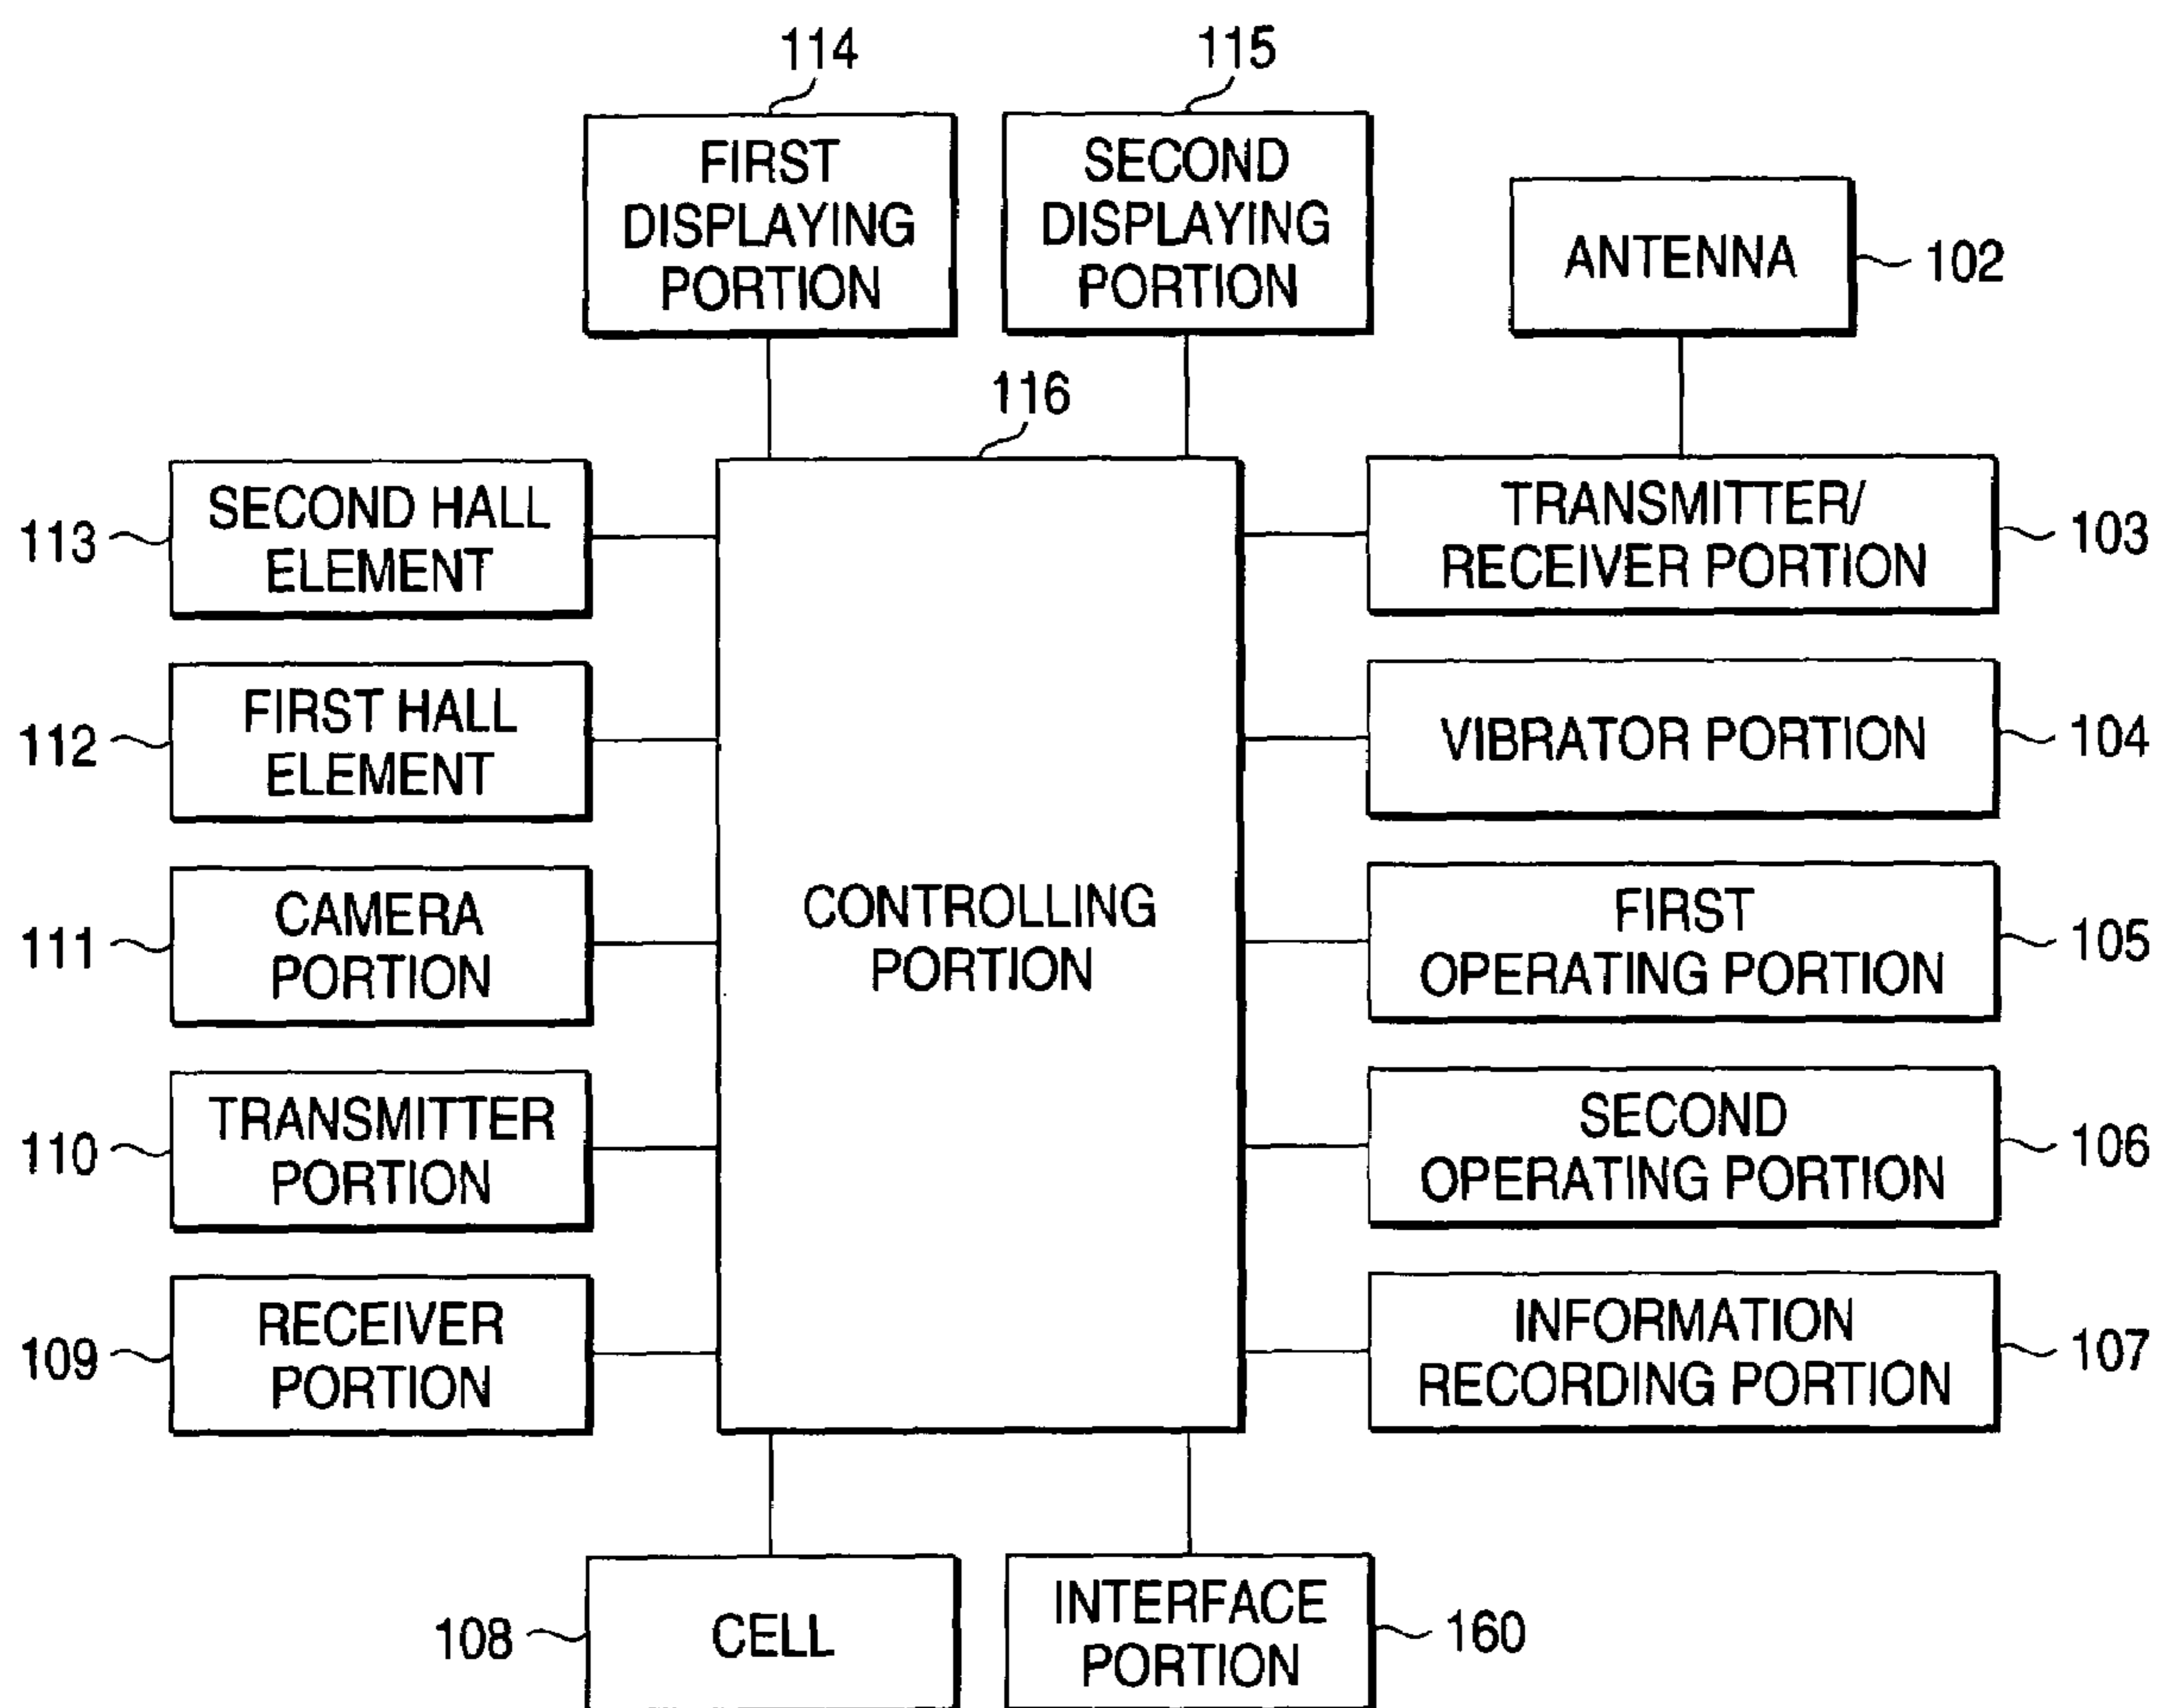 114
115
FIRST
DISPLAYING
PORTION
SECOND
DISPLAYING
PORTION
ANTENNA
102
116
113
SECOND HALL
ELEMENT
TRANSMITTER/
RECEIVER PORTION
103
112
FIRST HALL
ELEMENT
VIBRATOR PORTION
104
111
CAMERA
PORTION
CONTROLLING
PORTION
FIRST
OPERATING PORTION
105
110
TRANSMITTER
PORTION
SECOND
OPERATING PORTION
106
109
RECEIVER
PORTION
INFORMATION
RECORDING PORTION
107
108
CELL
INTERFACE
PORTION
160